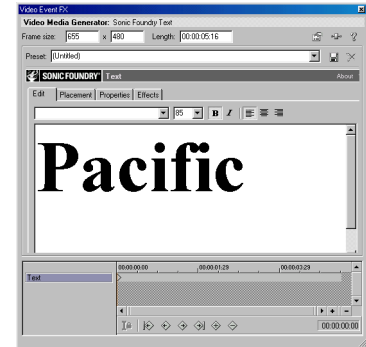 Video Event FX
Video Media Generator: Sonic Foundry Text
Frame size: 655 x 480 Length: 00:00:05:16
Preset: (Untitled)
SONIC FOUNDRY Text About
Edit Placement Properties Effects
85 B I
Pacific
00:00:00:00 00:00:01:29 00:00:03:29
Text
00:00:00:00